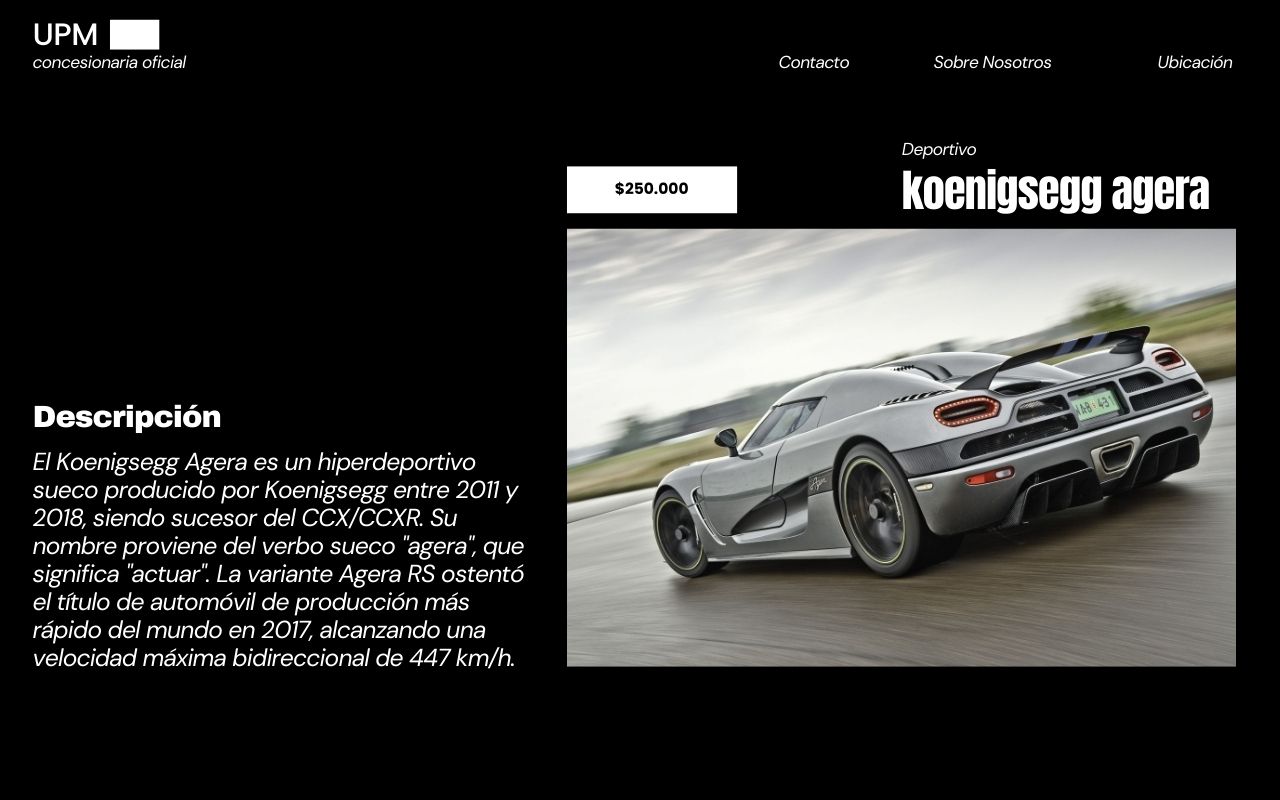 UPM
concesionaria oficial
Contacto
Sobre Nosotros
Ubicación
Deportivo
koenigsegg agera
$250.000
Descripción
El Koenigsegg Agera es un hiperdeportivo
sueco producido por Koenigsegg entre 2011 y
2018, siendo sucesor del CCX/CCXR. Su
nombre proviene del verbo sueco "agera", que
significa "actuar". La variante Agera RS ostentó
el título de automóvil de producción más
rápido del mundo en 2017, alcanzando una
velocidad máxima bidireccional de 447 km/h.